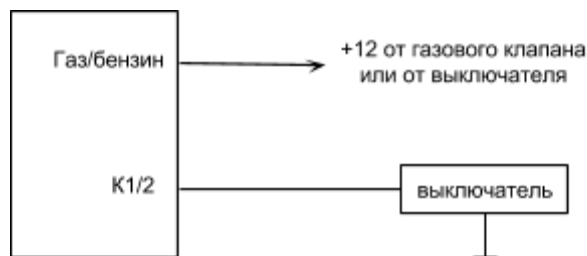 Газ/бензин
+12 от газового клапана
или от выключателя
К1/2
выключатель